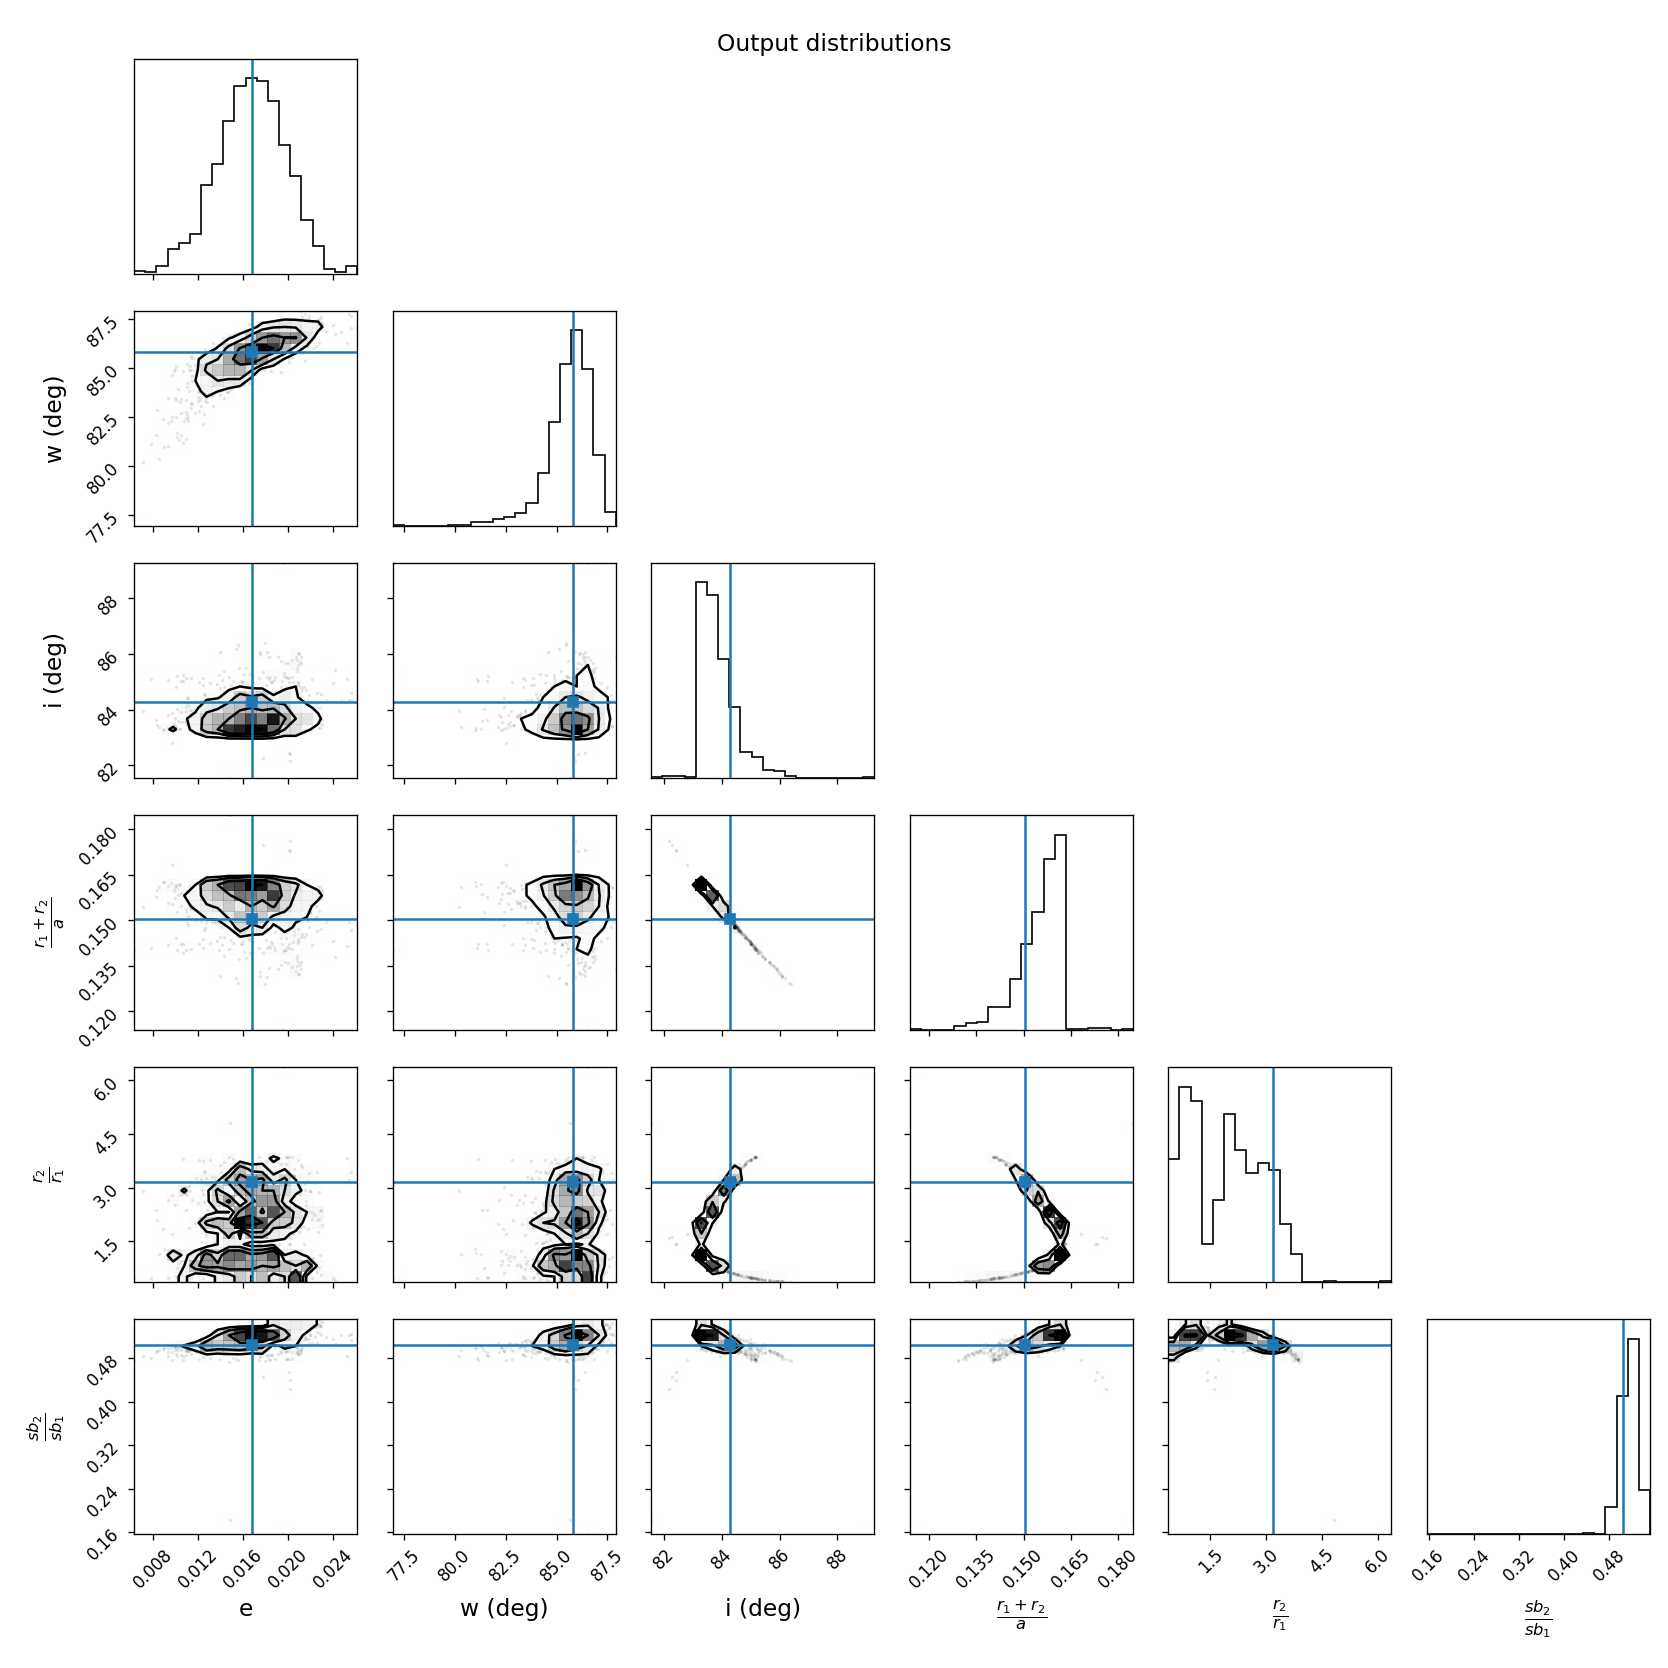 Output distributions
87.5
85.0
82.5
80.0
77.5
w (deg)
88
86
84
82
i (deg)
0.180
0.165
0.150
0.135
0.120
r₁ + r₂
a
6.0
4.5
3.0
1.5
r₂
r₁
0.48
0.40
0.32
0.24
0.16
sb₂
sb₁
0.008 0.012 0.016 0.020 0.024 77.5 80.0 82.5 85.0 87.5 82 84 86 88 0.120 0.135 0.150 0.165 0.180 1.5 3.0 4.5 6.0 0.16 0.24 0.32 0.40 0.48
e w (deg) i (deg)
r₁ + r₂ r₂ sb₂
a r₁ sb₁